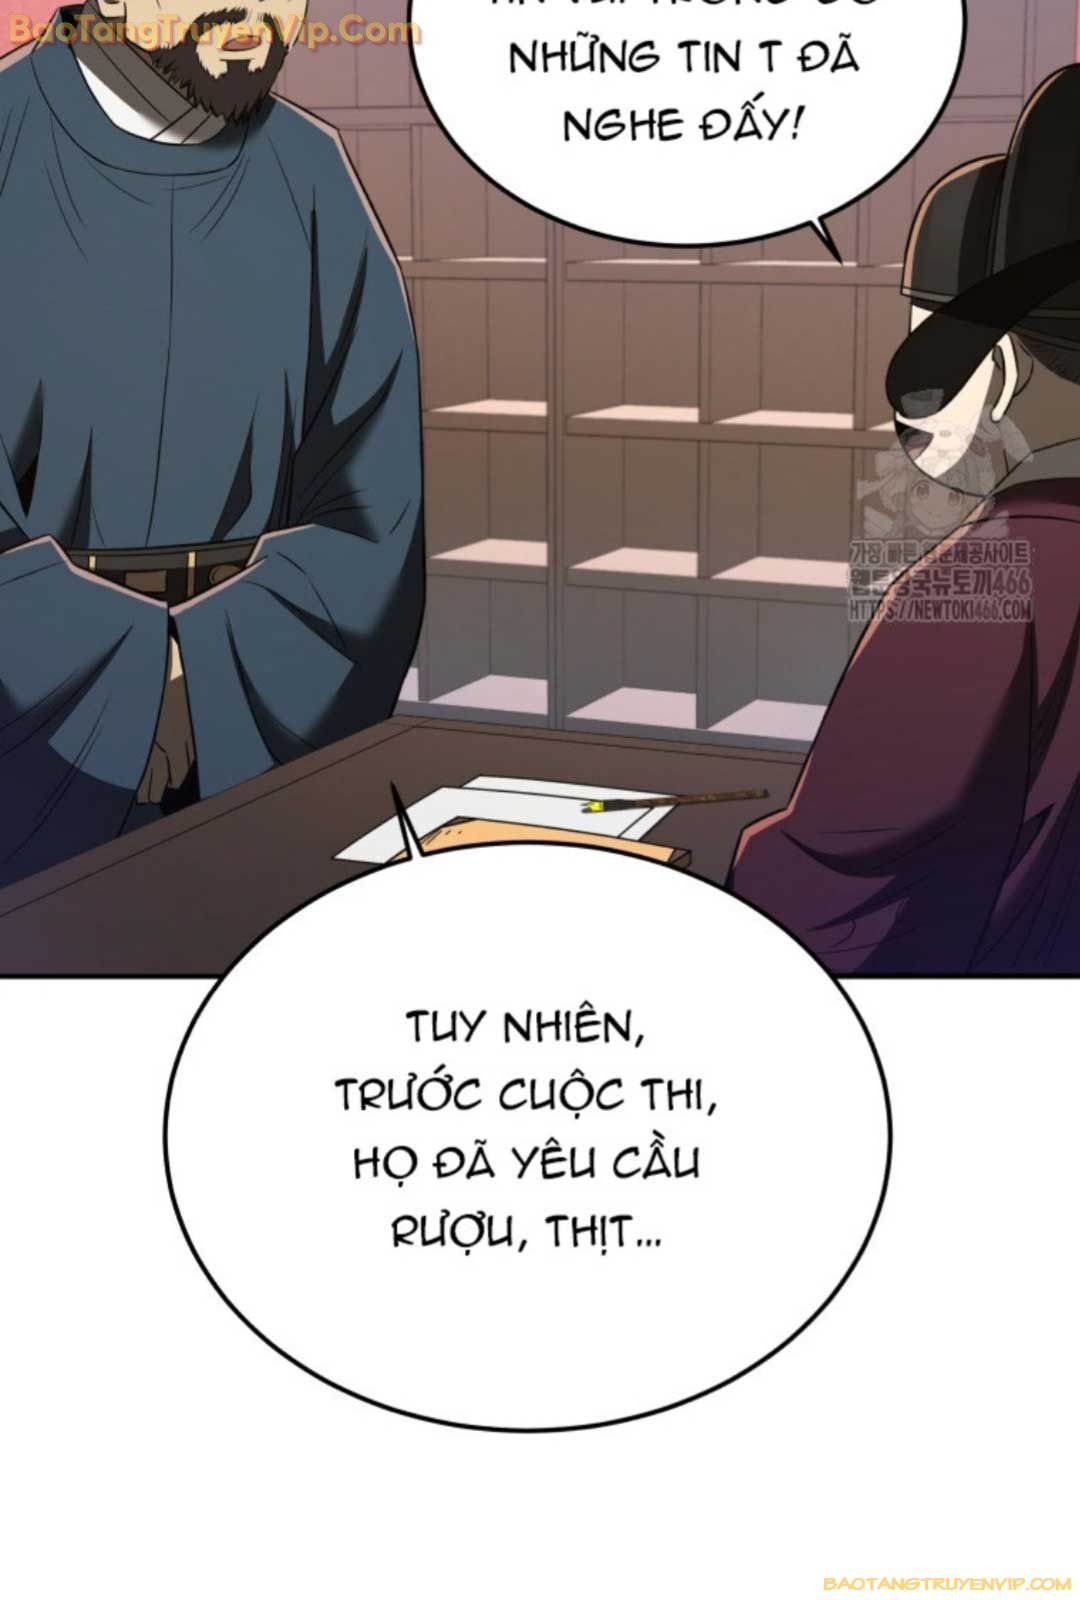 BaoTangTruyenVip.Com
NHỮNG TIN T ĐÃ
NGHE ĐẤY!
HTTPS://NEWTOKI466.COM
TUY NHIÊN,
TRƯỚC CUỘC THI,
HỌ ĐÃ YÊU CẦU
RƯỢU, THỊT...
BAOTANGTRUYENVIP.COM